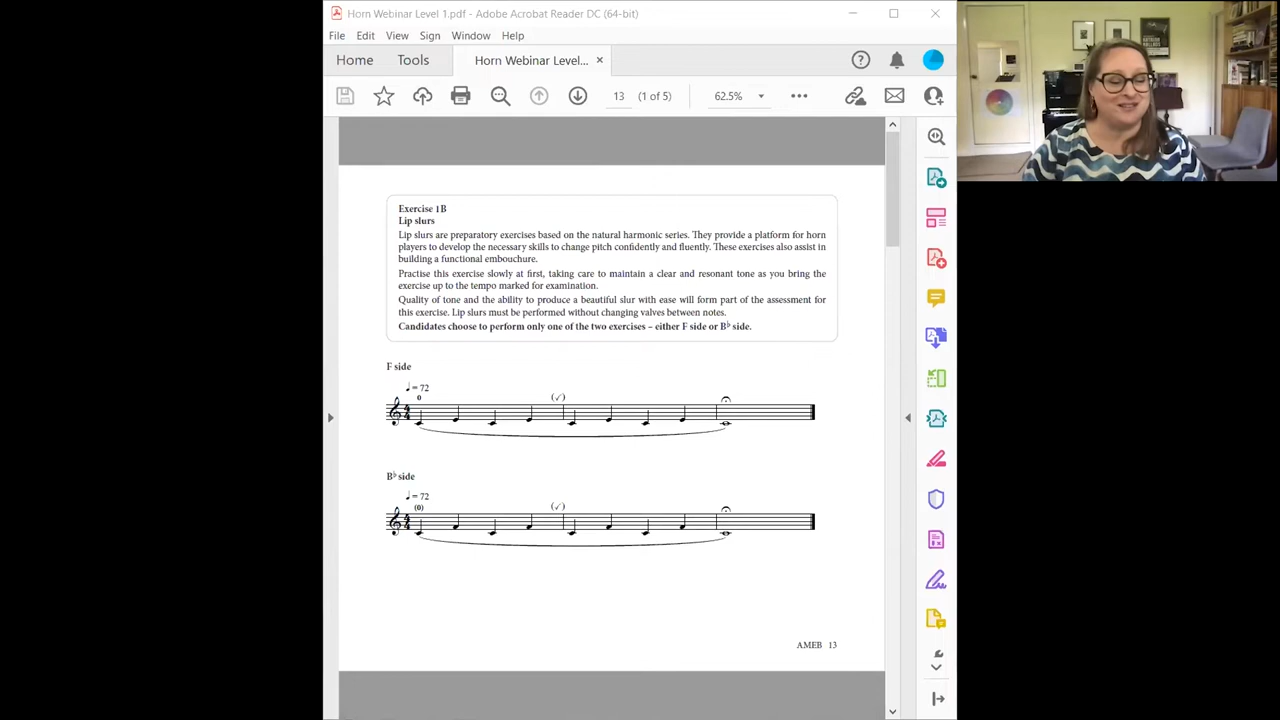 Horn Webinar Level 1.pdf - Adobe Acrobat Reader DC (64-bit)
File Edit View Sign Window Help
Home Tools Horn Webinar Level... ×
13 (1 of 5) 62.5%
Exercise 1B
Lip slurs
Lip slurs are preparatory exercises based on the natural harmonic series. They provide a platform for horn
players to develop the necessary skills to change pitch confidently and fluently. These exercises also assist in
building a functional embouchure.
Practise this exercise slowly at first, taking care to maintain a clear and resonant tone as you bring the
exercise up to the tempo marked for examination.
Quality of tone and the ability to produce a beautiful slur with ease will form part of the assessment for
this exercise. Lip slurs must be performed without changing valves between notes.
Candidates choose to perform only one of the two exercises – either F side or B♭ side.
F side
♩ = 72
0 (✓)
4
4
B♭ side
♩ = 72
(0) (✓)
4
4
AMEB 13